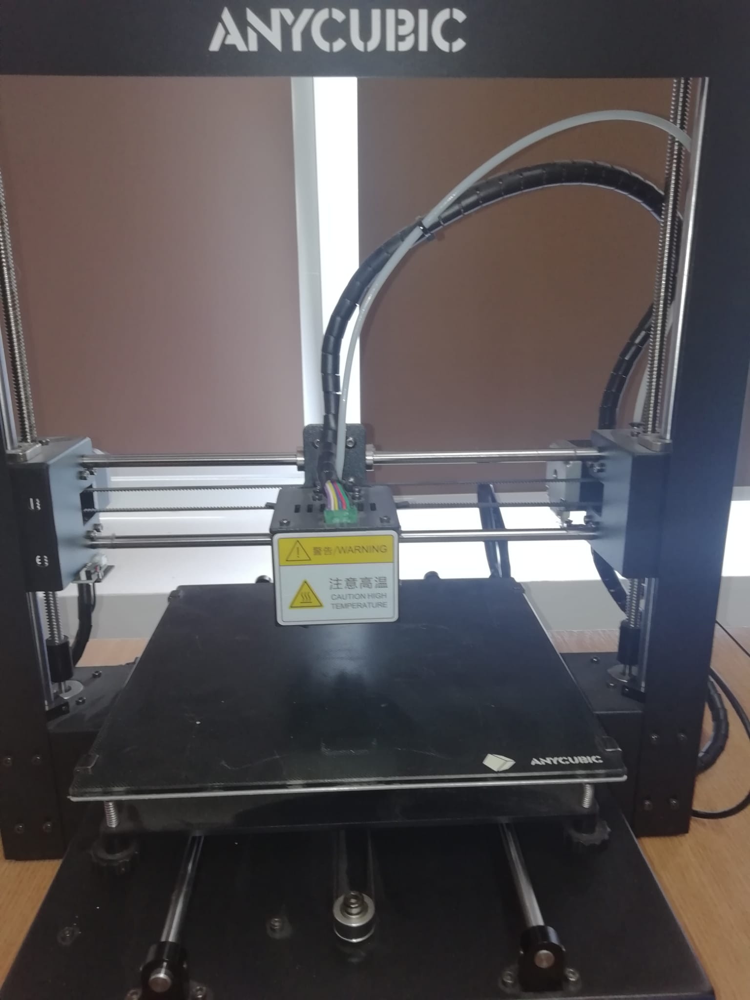 ANYCUBIC
警告/WARNING
注意高温
CAUTION HIGH
TEMPERATURE
ANYCUBIC